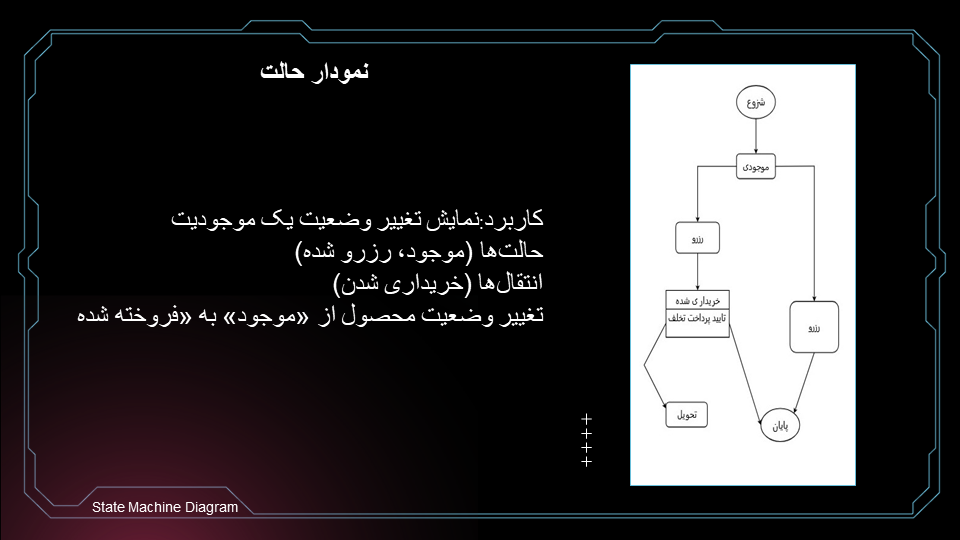 نمودار حالت
کاربرد:نمایش تغییر وضعیت یک موجودیت
حالت‌ها (موجود، رزرو شده)
انتقال‌ها (خریداری شدن)
تغییر وضعیت محصول از «موجود» به «فروخته شده
شروع
موجودی
رزرو
خریداری شده
تایید پرداخت تخلف
رزرو
تحویل
پایان
State Machine Diagram